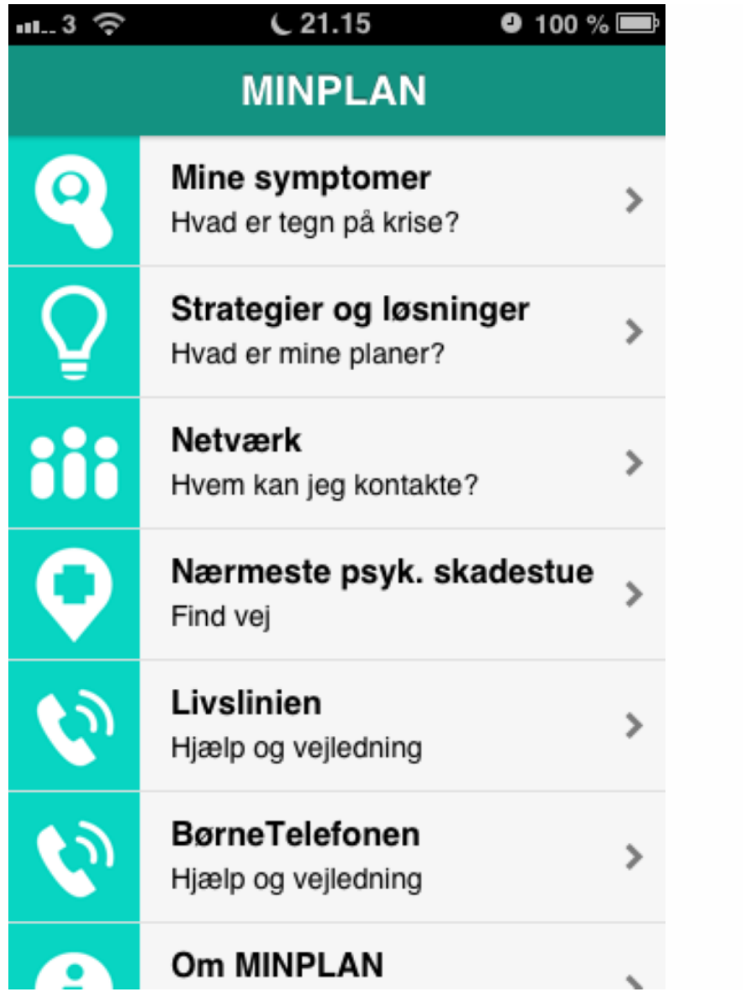 3 21.15 100 %
MINPLAN
Mine symptomer
Hvad er tegn på krise?
Strategier og løsninger
Hvad er mine planer?
Netværk
Hvem kan jeg kontakte?
Nærmeste psyk. skadestue
Find vej
Livslinien
Hjælp og vejledning
BørneTelefonen
Hjælp og vejledning
Om MINPLAN